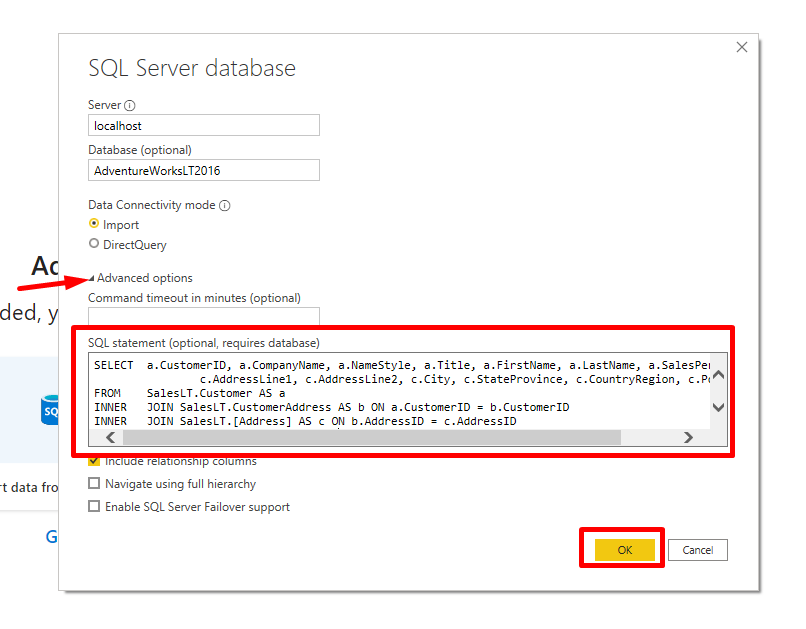 SQL Server database
Server
localhost
Database (optional)
AdventureWorksLT2016
Data Connectivity mode
Import
DirectQuery
Advanced options
Command timeout in minutes (optional)
SQL statement (optional, requires database)
SELECT a.CustomerID, a.CompanyName, a.NameStyle, a.Title, a.FirstName, a.LastName, a.SalesPer
c.AddressLine1, c.AddressLine2, c.City, c.StateProvince, c.CountryRegion, c.Po
FROM SalesLT.Customer AS a
INNER JOIN SalesLT.CustomerAddress AS b ON a.CustomerID = b.CustomerID
INNER JOIN SalesLT.[Address] AS c ON b.AddressID = c.AddressID
Include relationship columns
Navigate using full hierarchy
Enable SQL Server Failover support
OK
Cancel
ded, y
SQ
rt data fro
G